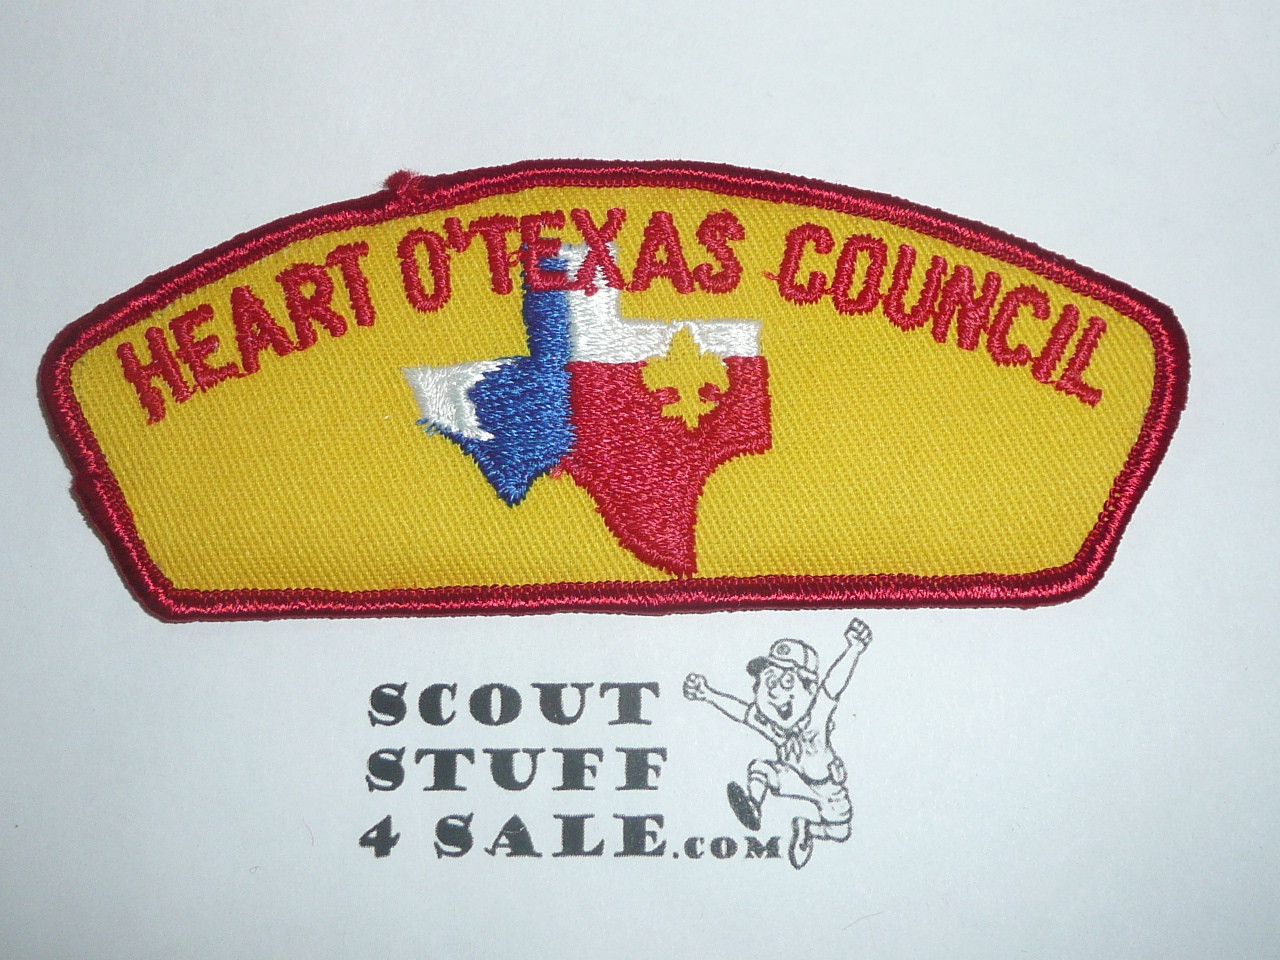 HEART O'TEXAS COUNCIL
SCOUT
STUFF
4 SALE.COM